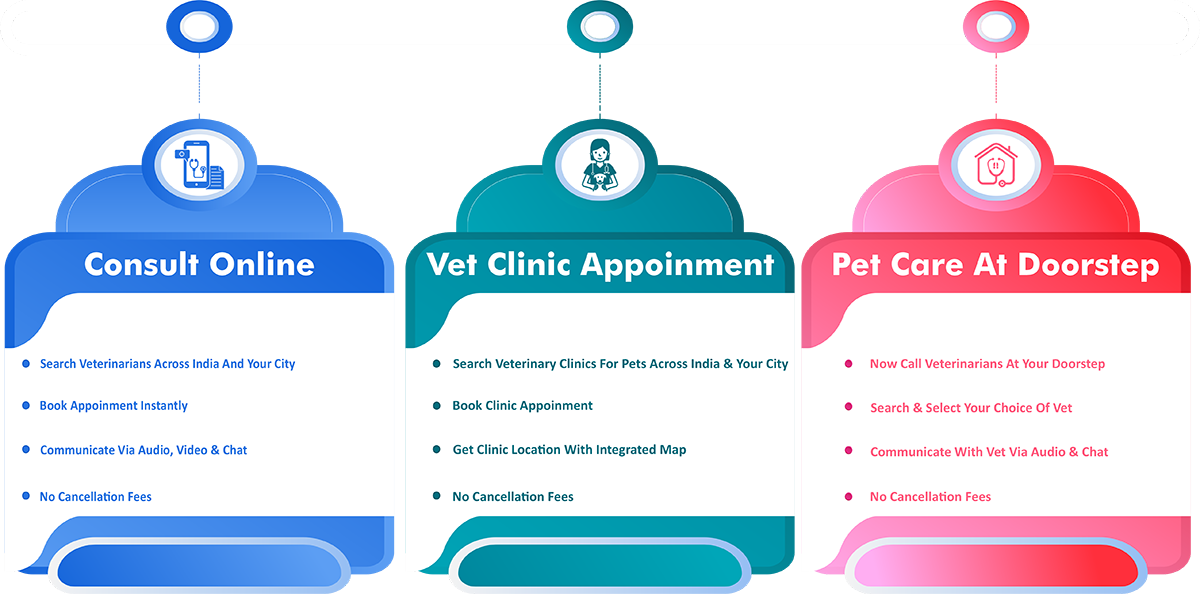 Consult Online
Search Veterinarians Across India And Your City
Book Appoinment Instantly
Communicate Via Audio, Video & Chat
No Cancellation Fees
Vet Clinic Appoinment
Search Veterinary Clinics For Pets Across India & Your City
Book Clinic Appoinment
Get Clinic Location With Integrated Map
No Cancellation Fees
Pet Care At Doorstep
Now Call Veterinarians At Your Doorstep
Search & Select Your Choice Of Vet
Communicate With Vet Via Audio & Chat
No Cancellation Fees